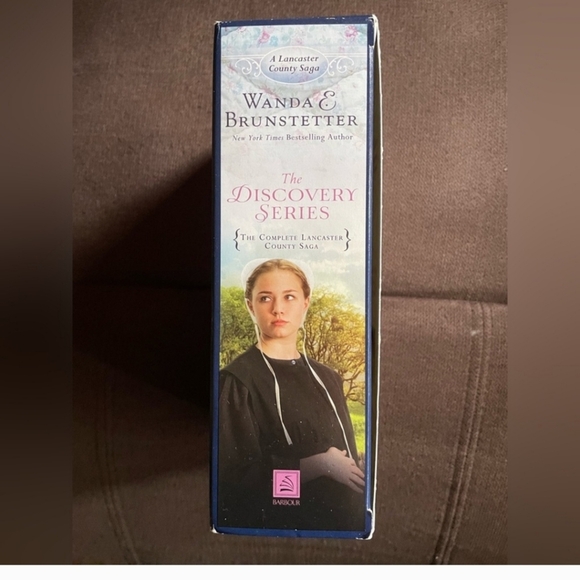 A Lancaster
County Saga
WANDA E
BRUNSTETTER
New York Times Bestselling Author
The
DISCOVERY
SERIES
{THE COMPLETE LANCASTER
COUNTY SAGA}
BARBOUR